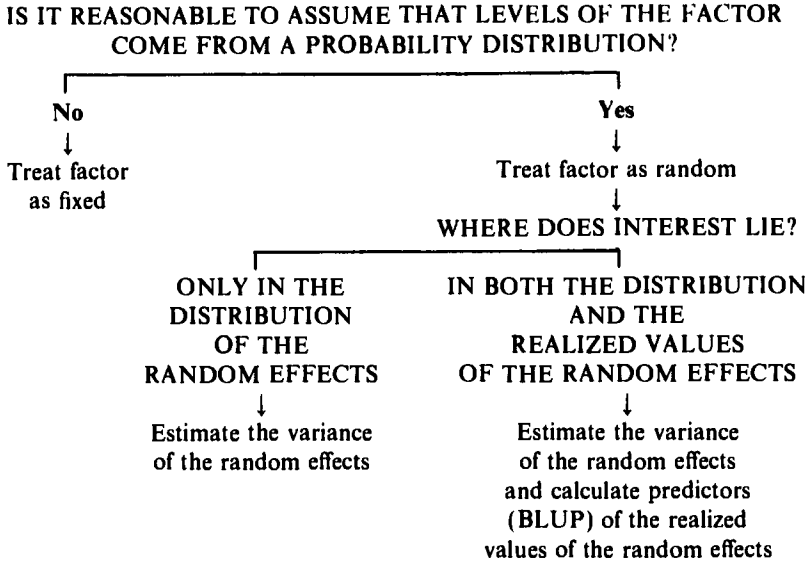 IS IT REASONABLE TO ASSUME THAT LEVELS OF THE FACTOR
COME FROM A PROBABILITY DISTRIBUTION?
No
Treat factor
as fixed
Yes
Treat factor as random
WHERE DOES INTEREST LIE?
ONLY IN THE
DISTRIBUTION
OF THE
RANDOM EFFECTS
Estimate the variance
of the random effects
IN BOTH THE DISTRIBUTION
AND THE
REALIZED VALUES
OF THE RANDOM EFFECTS
Estimate the variance
of the random effects
and calculate predictors
(BLUP) of the realized
values of the random effects